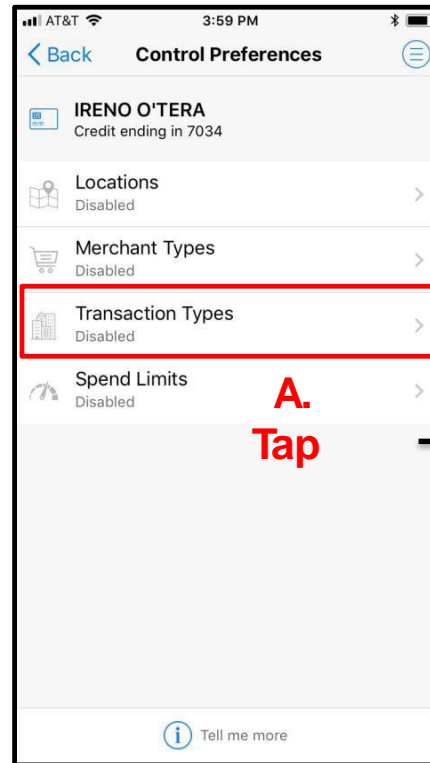 AT&T 3:59 PM
Back Control Preferences
IRENO O'TERA
Credit ending in 7034
Locations
Disabled
Merchant Types
Disabled
Transaction Types
Disabled
Spend Limits
Disabled
A.
Tap
i Tell me more